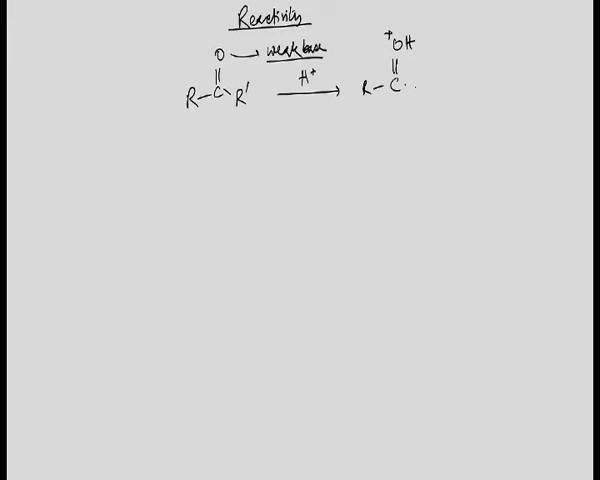 Reactivity
O → weak base
⁺OH
||
||
H⁺
R–C–R' ⟶ R–C